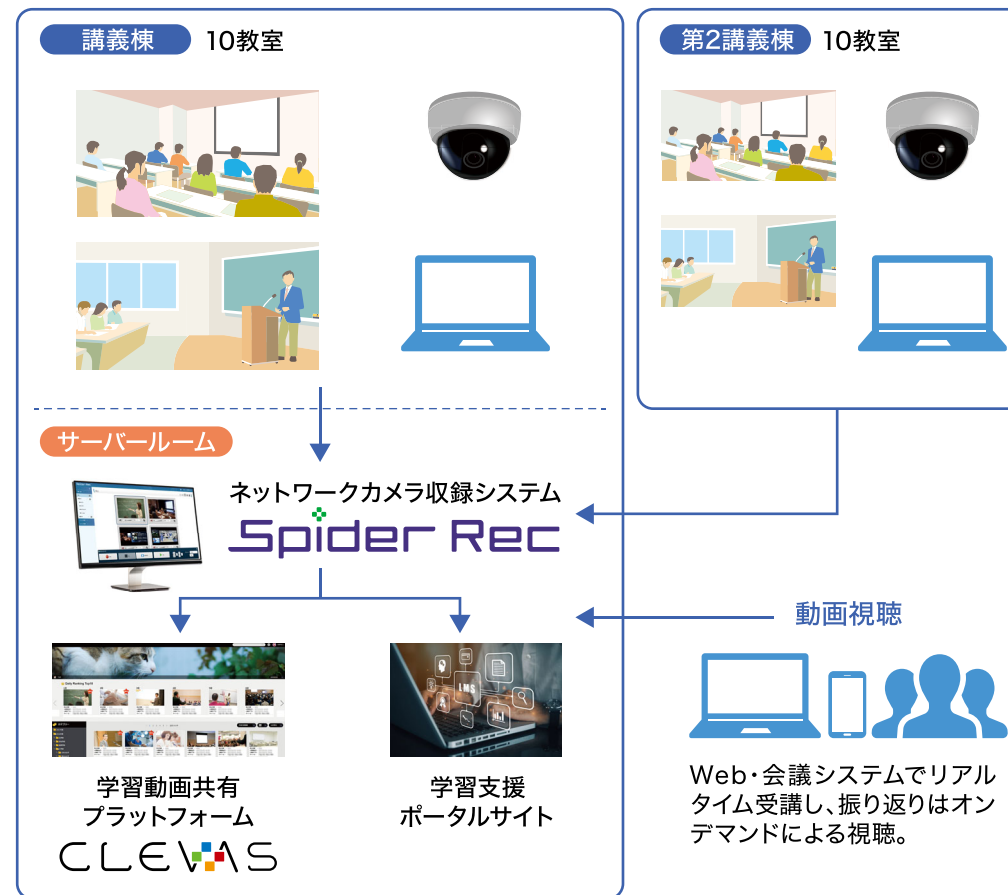 講義棟 10教室
第2講義棟 10教室
サーバールーム
ネットワークカメラ収録システム
Spider Rec
動画視聴
LMS
学習動画共有
プラットフォーム
CLEVAS
学習支援
ポータルサイト
Web・会議システムでリアル
タイム受講し、振り返りはオン
デマンドによる視聴。